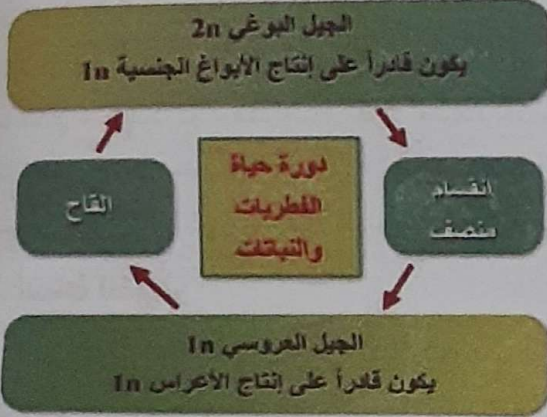 الجيل البوغي 2n
يكون قادراً على إنتاج الأبواغ الجنسية 1n
انقسام
منصف
دورة حياة
الفطريات
والنباتات
القاح
الجيل العروسي 1n
يكون قادراً على إنتاج الأعراس 1n